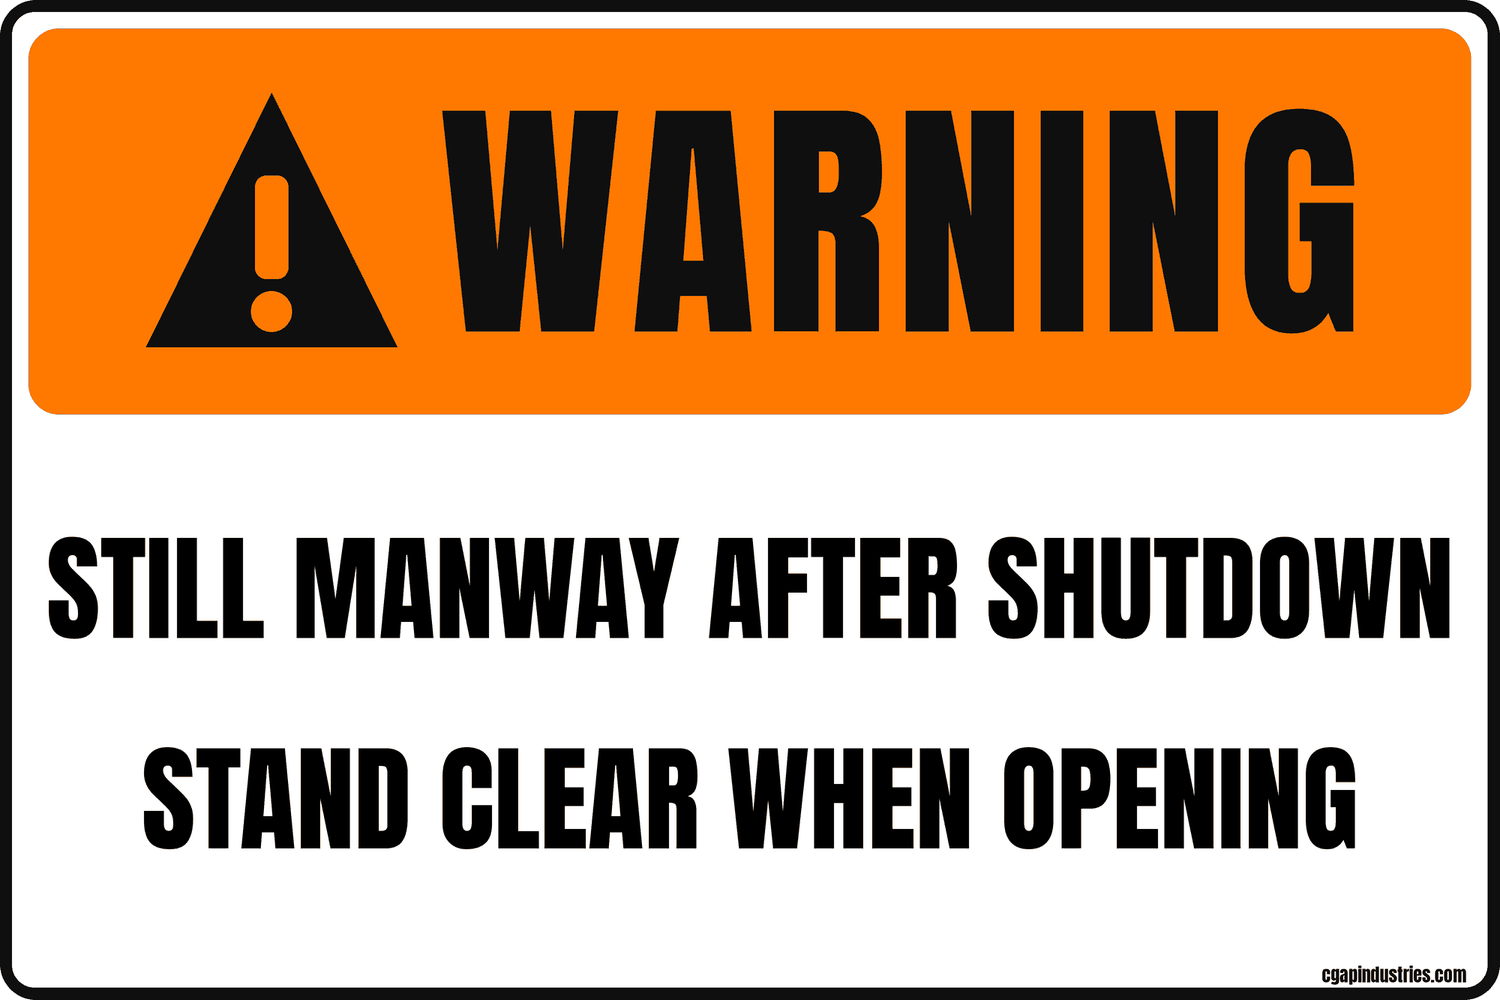 WARNING
STILL MANWAY AFTER SHUTDOWN
STAND CLEAR WHEN OPENING
cgapindustries.com